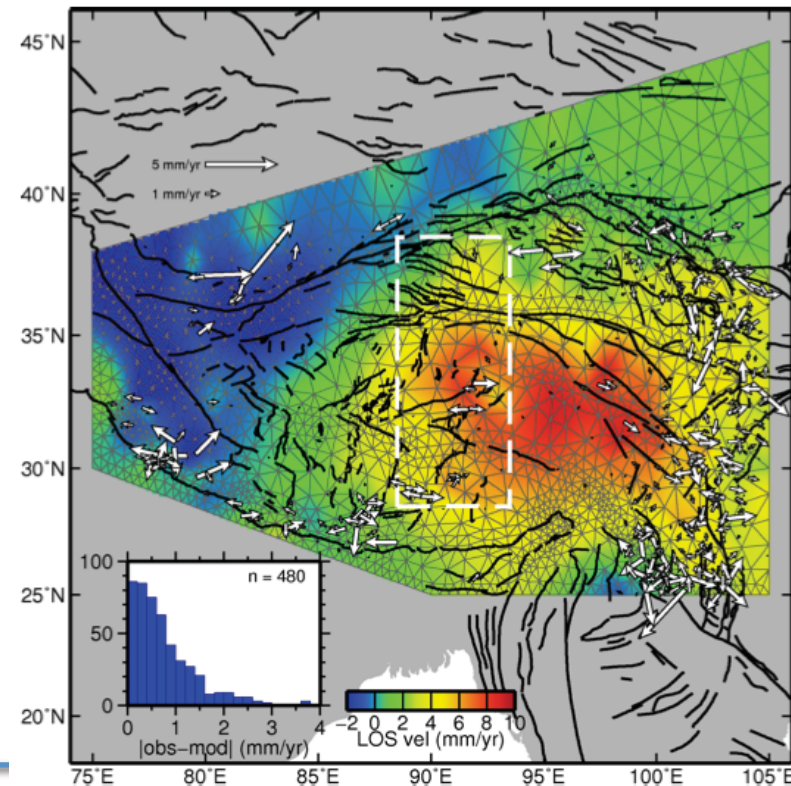 45°N
5 mm/yr
1 mm/yr
40°N
35°N
30°N
25°N
20°N
100
50
0
n = 480
0 1 2 3 4
|obs−mod| (mm/yr)
−2 0 2 4 6 8 10
LOS vel (mm/yr)
75°E 80°E 85°E 90°E 95°E 100°E 105°E